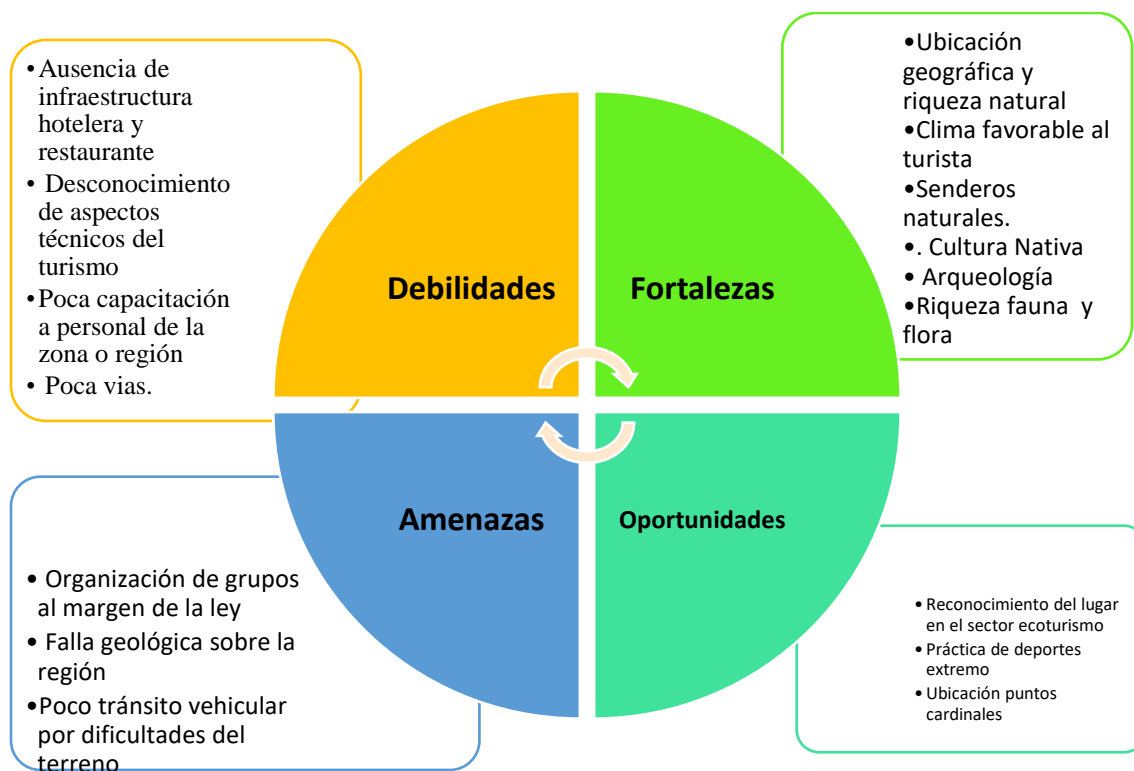 •Ausencia de
infraestructura
hotelera y
restaurante
• Desconocimiento
de aspectos
técnicos del
turismo
•Poca capacitación
a personal de la
zona o región
• Poca vias.
Debilidades
Fortalezas
•Ubicación
geográfica y
riqueza natural
•Clima favorable al
turista
•Senderos
naturales.
•. Cultura Nativa
• Arqueología
•Riqueza fauna y
flora
Amenazas
• Organización de grupos
al margen de la ley
• Falla geológica sobre la
región
•Poco tránsito vehicular
por dificultades del
terreno
Oportunidades
• Reconocimiento del lugar
en el sector ecoturismo
• Práctica de deportes
extremo
• Ubicación puntos
cardinales